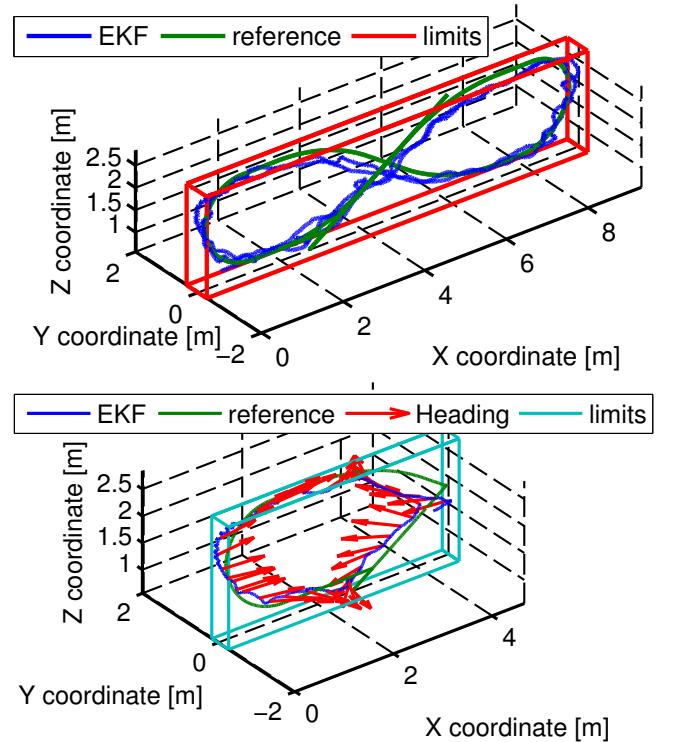 EKF reference limits
Z coordinate [m]
2.5
2
1.5
1
2
0
−2
Y coordinate [m]
0
2
4
6
8
X coordinate [m]
EKF reference Heading limits
Z coordinate [m]
2.5
2
1.5
1
2
0
−2
Y coordinate [m]
0
2
4
X coordinate [m]